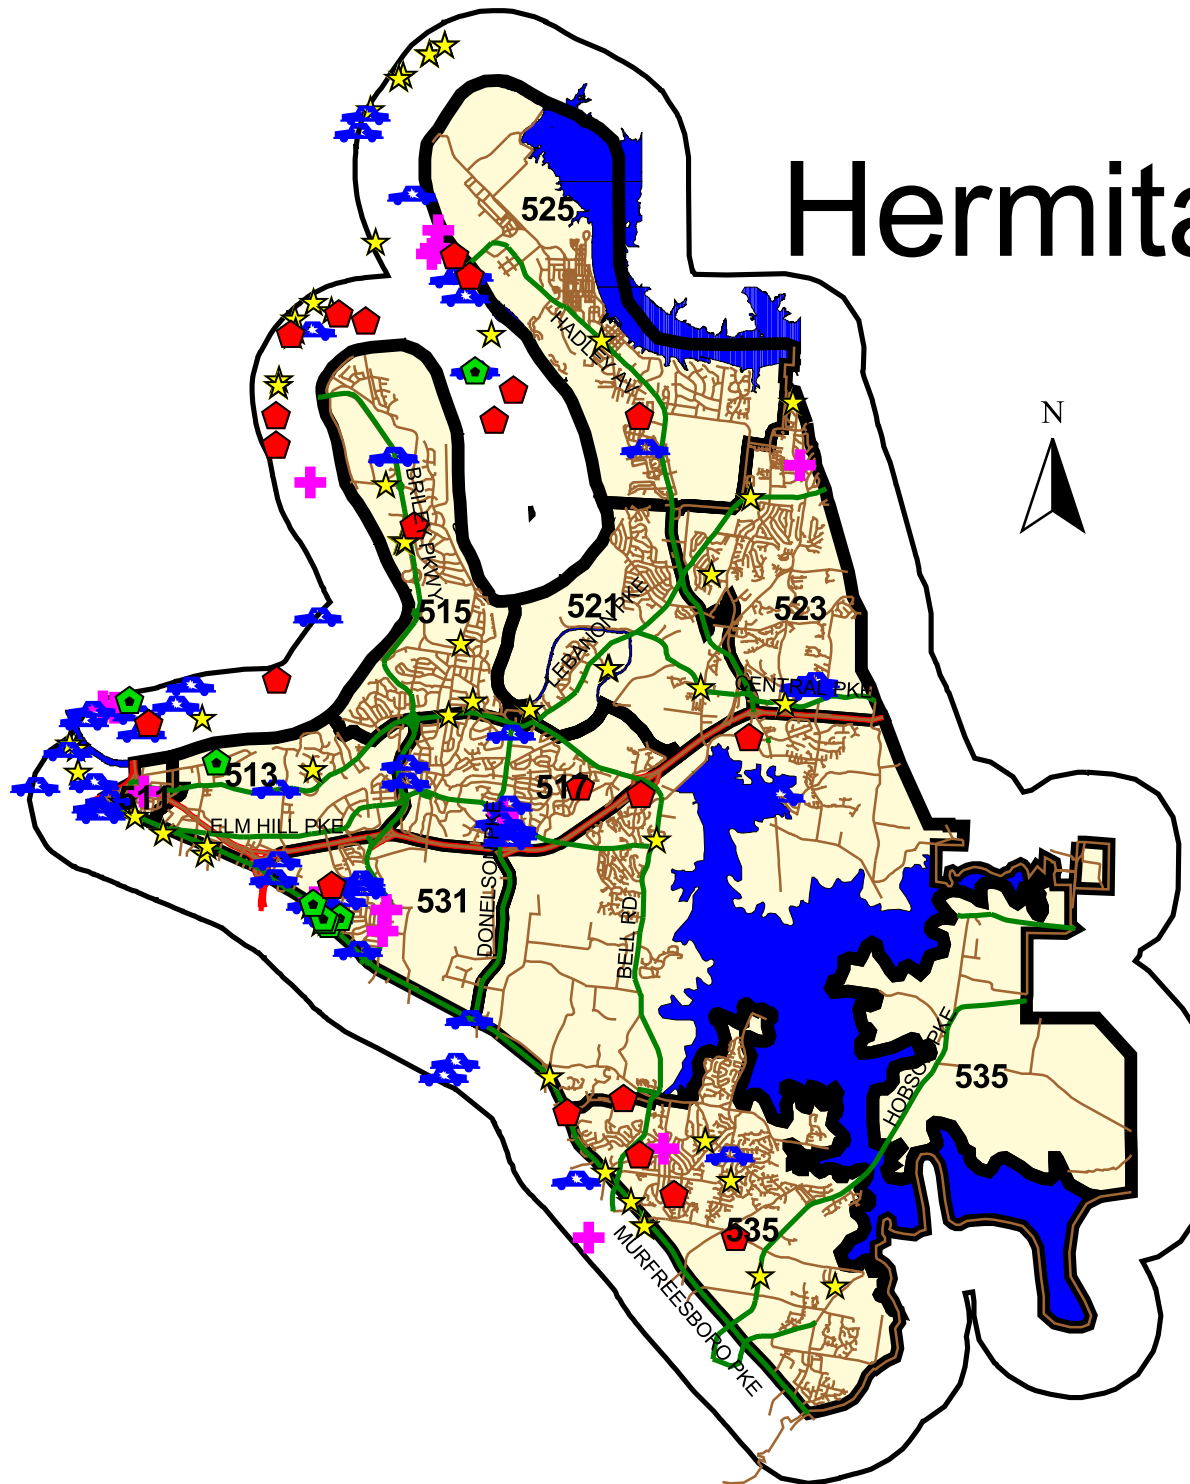 Hermita
525
HADLEY AV
N
BRILEY PKWY
515
521
LEBANON PKE
523
CENTRAL PKE
513
511
517
ELM HILL PKE
DONELSON PKE
531
BELL RD
HOBSON PKE
535
535
MURFREESBORO PKE